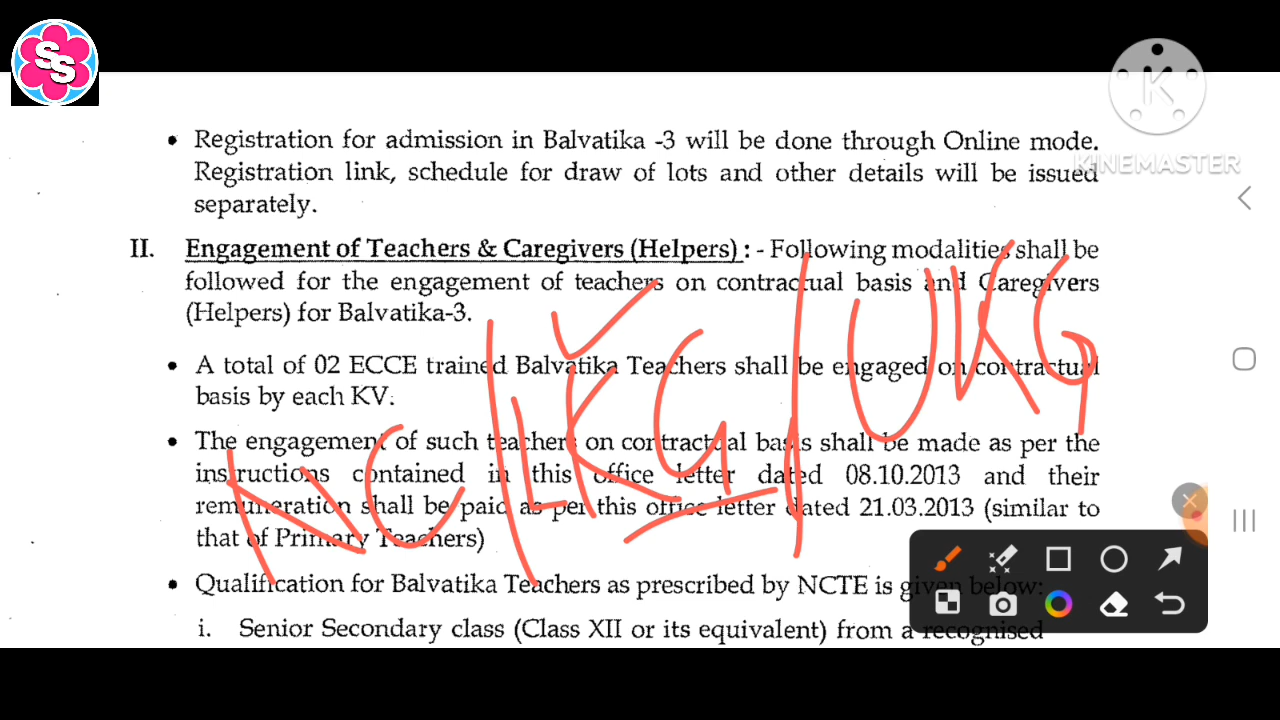 SS
KINEMASTER
• Registration for admission in Balvatika -3 will be done through Online mode.
Registration link, schedule for draw of lots and other details will be issued
separately.
II. Engagement of Teachers & Caregivers (Helpers) : - Following modalities shall be
followed for the engagement of teachers on contractual basis and Caregivers
(Helpers) for Balvatika-3.
• A total of 02 ECCE trained Balvatika Teachers shall be engaged on contractual
basis by each KV.
• The engagement of such teachers on contractual basis shall be made as per the
instructions contained in this office letter dated 08.10.2013 and their
remuneration shall be paid as per this office letter dated 21.03.2013 (similar to
that of Primary Teachers)
• Qualification for Balvatika Teachers as prescribed by NCTE is given below:
i. Senior Secondary class (Class XII or its equivalent) from a recognised
NC/LKG/UKG